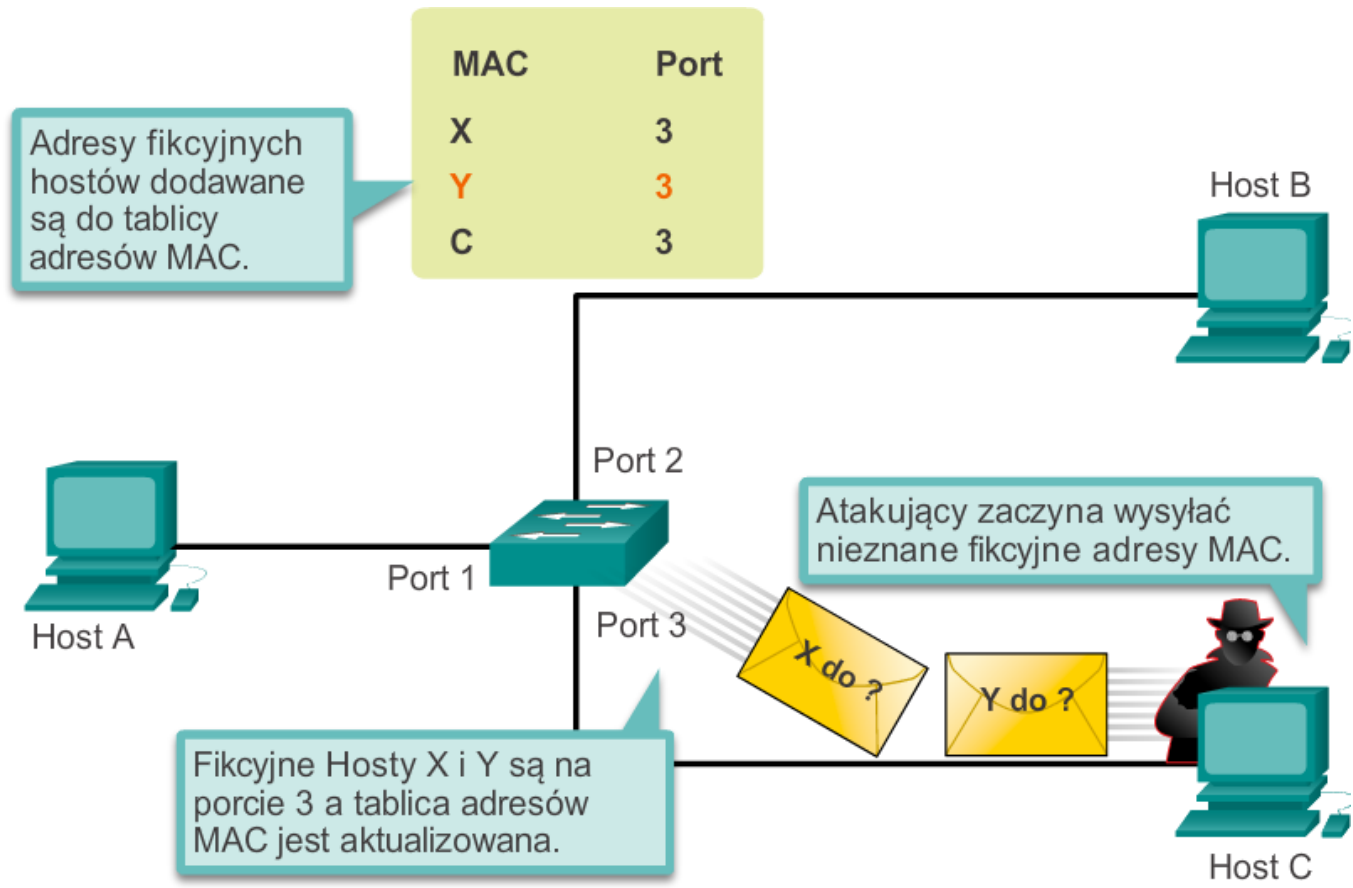 MAC Port
X 3
Y 3
C 3
Adresy fikcyjnych
hostów dodawane
są do tablicy
adresów MAC.
Host B
Port 2
Atakujący zaczyna wysyłać
nieznane fikcyjne adresy MAC.
Port 1
Host A
Port 3
X do ?
Y do ?
Fikcyjne Hosty X i Y są na
porcie 3 a tablica adresów
MAC jest aktualizowana.
Host C